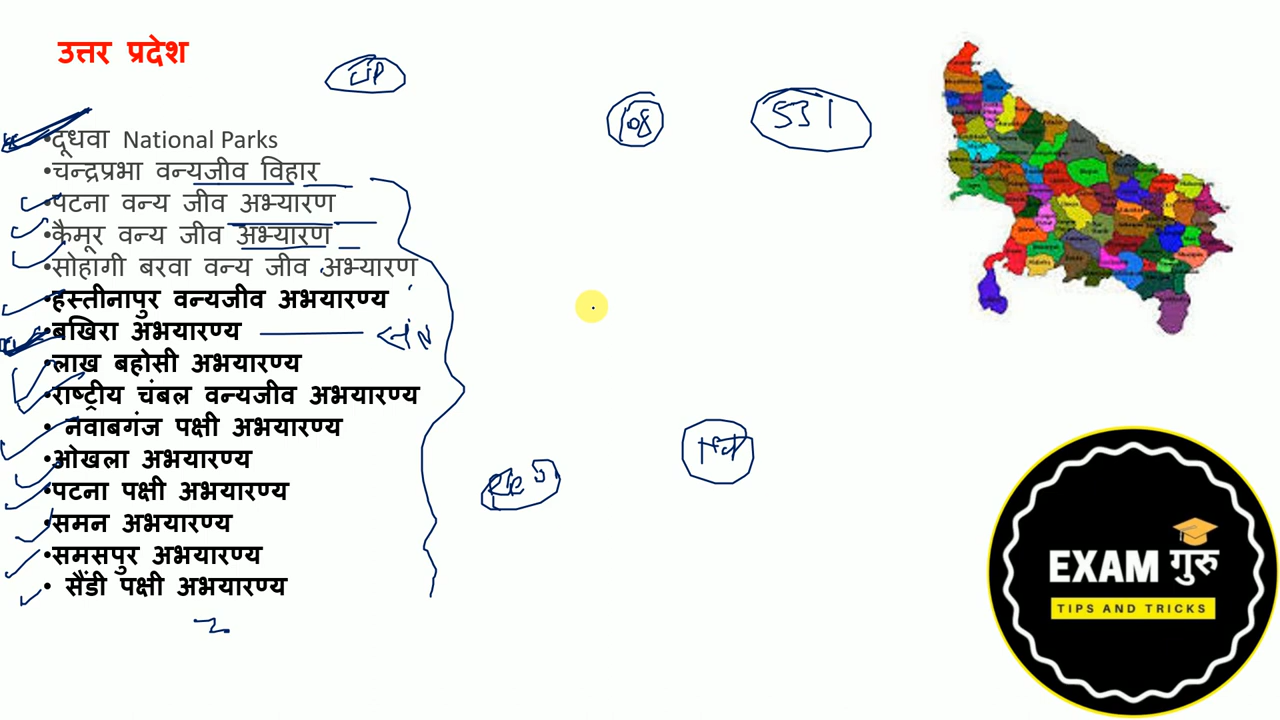 उत्तर प्रदेश
UP
108
531
•दूधवा National Parks
•चन्द्रप्रभा वन्यजीव विहार
•पटना वन्य जीव अभ्यारण
•कैमूर वन्य जीव अभ्यारण
•सोहागी बरवा वन्य जीव अभ्यारण
•हस्तीनापुर वन्यजीव अभयारण्य
•बखिरा अभयारण्य
•लाख बहोसी अभयारण्य
•राष्ट्रीय चंबल वन्यजीव अभयारण्य
• नवाबगंज पक्षी अभयारण्य
•ओखला अभयारण्य
•पटना पक्षी अभयारण्य
•समन अभयारण्य
•समसपुर अभयारण्य
• सैंडी पक्षी अभयारण्य
EXAM गुरु
TIPS AND TRICKS